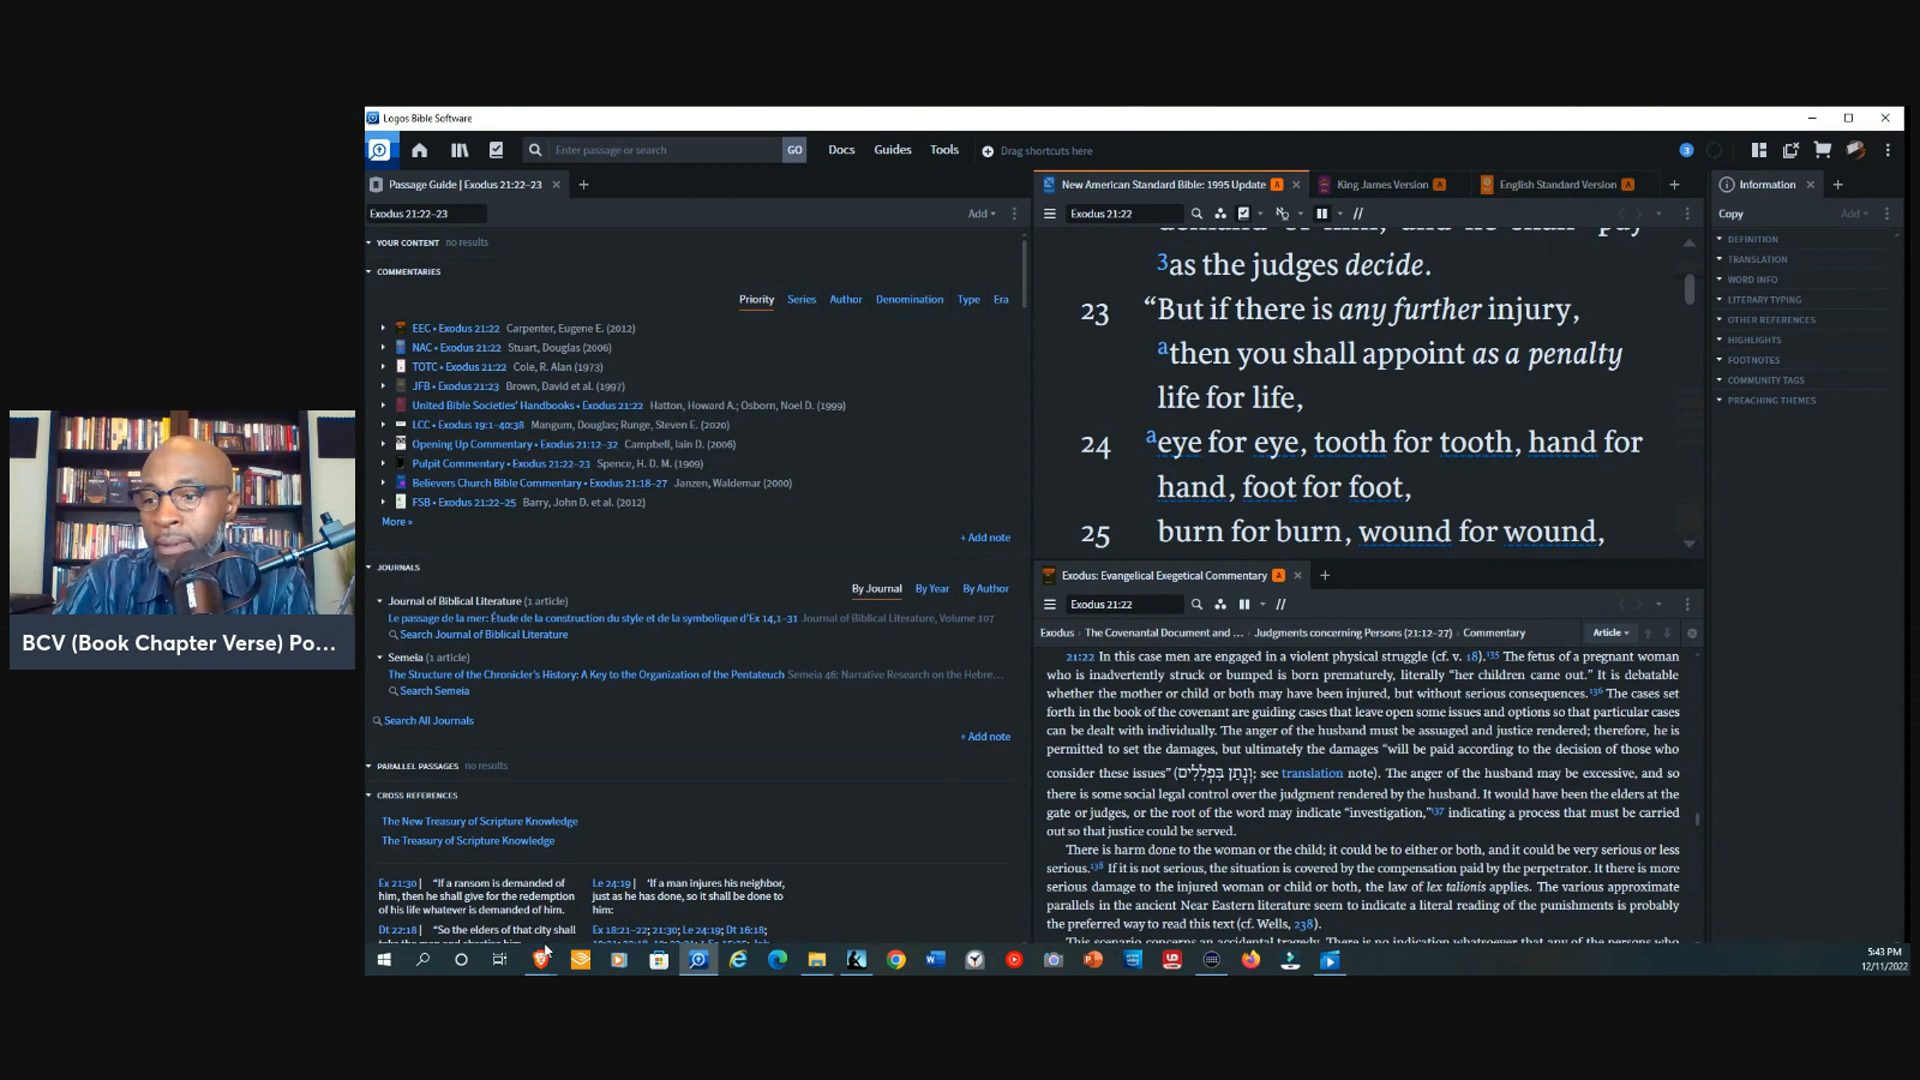 Logos Bible Software
Enter passage or search
GO
Docs
Guides
Tools
Drag shortcuts here
3
Passage Guide | Exodus 21:22–23
Exodus 21:22–23
Add
YOUR CONTENT no results
COMMENTARIES
Priority Series Author Denomination Type Era
EEC • Exodus 21:22 Carpenter, Eugene E. (2012)
NAC • Exodus 21:22 Stuart, Douglas (2006)
TOTC • Exodus 21:22 Cole, R. Alan (1973)
JFB • Exodus 21:23 Brown, David et al. (1997)
United Bible Societies' Handbooks • Exodus 21:22 Hatton, Howard A.; Osborn, Noel D. (1999)
LCC • Exodus 19:1–40:38 Mangum, Douglas; Runge, Steven E. (2020)
Opening Up Commentary • Exodus 21:12–32 Campbell, Iain D. (2006)
Pulpit Commentary • Exodus 21:22–23 Spence, H. D. M. (1909)
Believers Church Bible Commentary • Exodus 21:18–27 Janzen, Waldemar (2000)
FSB • Exodus 21:22–25 Barry, John D. et al. (2012)
More »
+ Add note
JOURNALS
By Journal By Year By Author
Journal of Biblical Literature (1 article)
Le passage de la mer: Étude de la construction du style et de la symbolique d'Ex 14,1–31 Journal of Biblical Literature, Volume 107
Search Journal of Biblical Literature
Semeia (1 article)
The Structure of the Chronicler's History: A Key to the Organization of the Pentateuch Semeia 46: Narrative Research on the Hebre…
Search Semeia
Search All Journals
+ Add note
PARALLEL PASSAGES no results
CROSS REFERENCES
The New Treasury of Scripture Knowledge
The Treasury of Scripture Knowledge
Ex 21:30 | "If a ransom is demanded of
him, then he shall give for the redemption
of his life whatever is demanded of him.
Dt 22:18 | "So the elders of that city shall
Le 24:19 | 'If a man injures his neighbor,
just as he has done, so it shall be done to
him:
Ex 18:21–22; 21:30; Le 24:19; Dt 16:18;
New American Standard Bible: 1995 Update A
King James Version A
English Standard Version A
Exodus 21:22
demand of him, and he shall pay
3as the judges decide.
23 “But if there is any further injury,
athen you shall appoint as a penalty
life for life,
24 aeye for eye, tooth for tooth, hand for
hand, foot for foot,
25 burn for burn, wound for wound,
Exodus: Evangelical Exegetical Commentary A
Exodus 21:22
Exodus › The Covenantal Document and … › Judgments concerning Persons (21:12–27) › Commentary
Article
21:22 In this case men are engaged in a violent physical struggle (cf. v. 18).135 The fetus of a pregnant woman
who is inadvertently struck or bumped is born prematurely, literally “her children came out.” It is debatable
whether the mother or child or both may have been injured, but without serious consequences.136 The cases set
forth in the book of the covenant are guiding cases that leave open some issues and options so that particular cases
can be dealt with individually. The anger of the husband must be assuaged and justice rendered; therefore, he is
permitted to set the damages, but ultimately the damages “will be paid according to the decision of those who
consider these issues” (וְנָתַן בִּפְלִלִים; see translation note). The anger of the husband may be excessive, and so
there is some social legal control over the judgment rendered by the husband. It would have been the elders at the
gate or judges, or the root of the word may indicate “investigation,”137 indicating a process that must be carried
out so that justice could be served.
There is harm done to the woman or the child; it could be to either or both, and it could be very serious or less
serious.138 If it is not serious, the situation is covered by the compensation paid by the perpetrator. If there is more
serious damage to the injured woman or child or both, the law of lex talionis applies. The various approximate
parallels in the ancient Near Eastern literature seem to indicate a literal reading of the punishments is probably
the preferred way to read this text (cf. Wells, 238).
This scenario concerns an accidental tragedy. There is no indication whatsoever that any of the persons who
Information
Copy
Add
DEFINITION
TRANSLATION
WORD INFO
LITERARY TYPING
OTHER REFERENCES
HIGHLIGHTS
FOOTNOTES
COMMUNITY TAGS
PREACHING THEMES
BCV (Book Chapter Verse) Po...
5:43 PM
12/11/2022